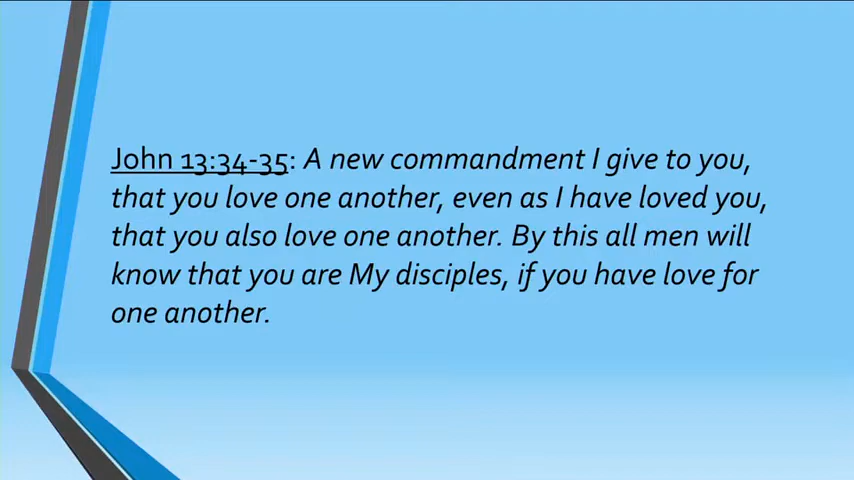 John 13:34-35: A new commandment I give to you,
that you love one another, even as I have loved you,
that you also love one another. By this all men will
know that you are My disciples, if you have love for
one another.